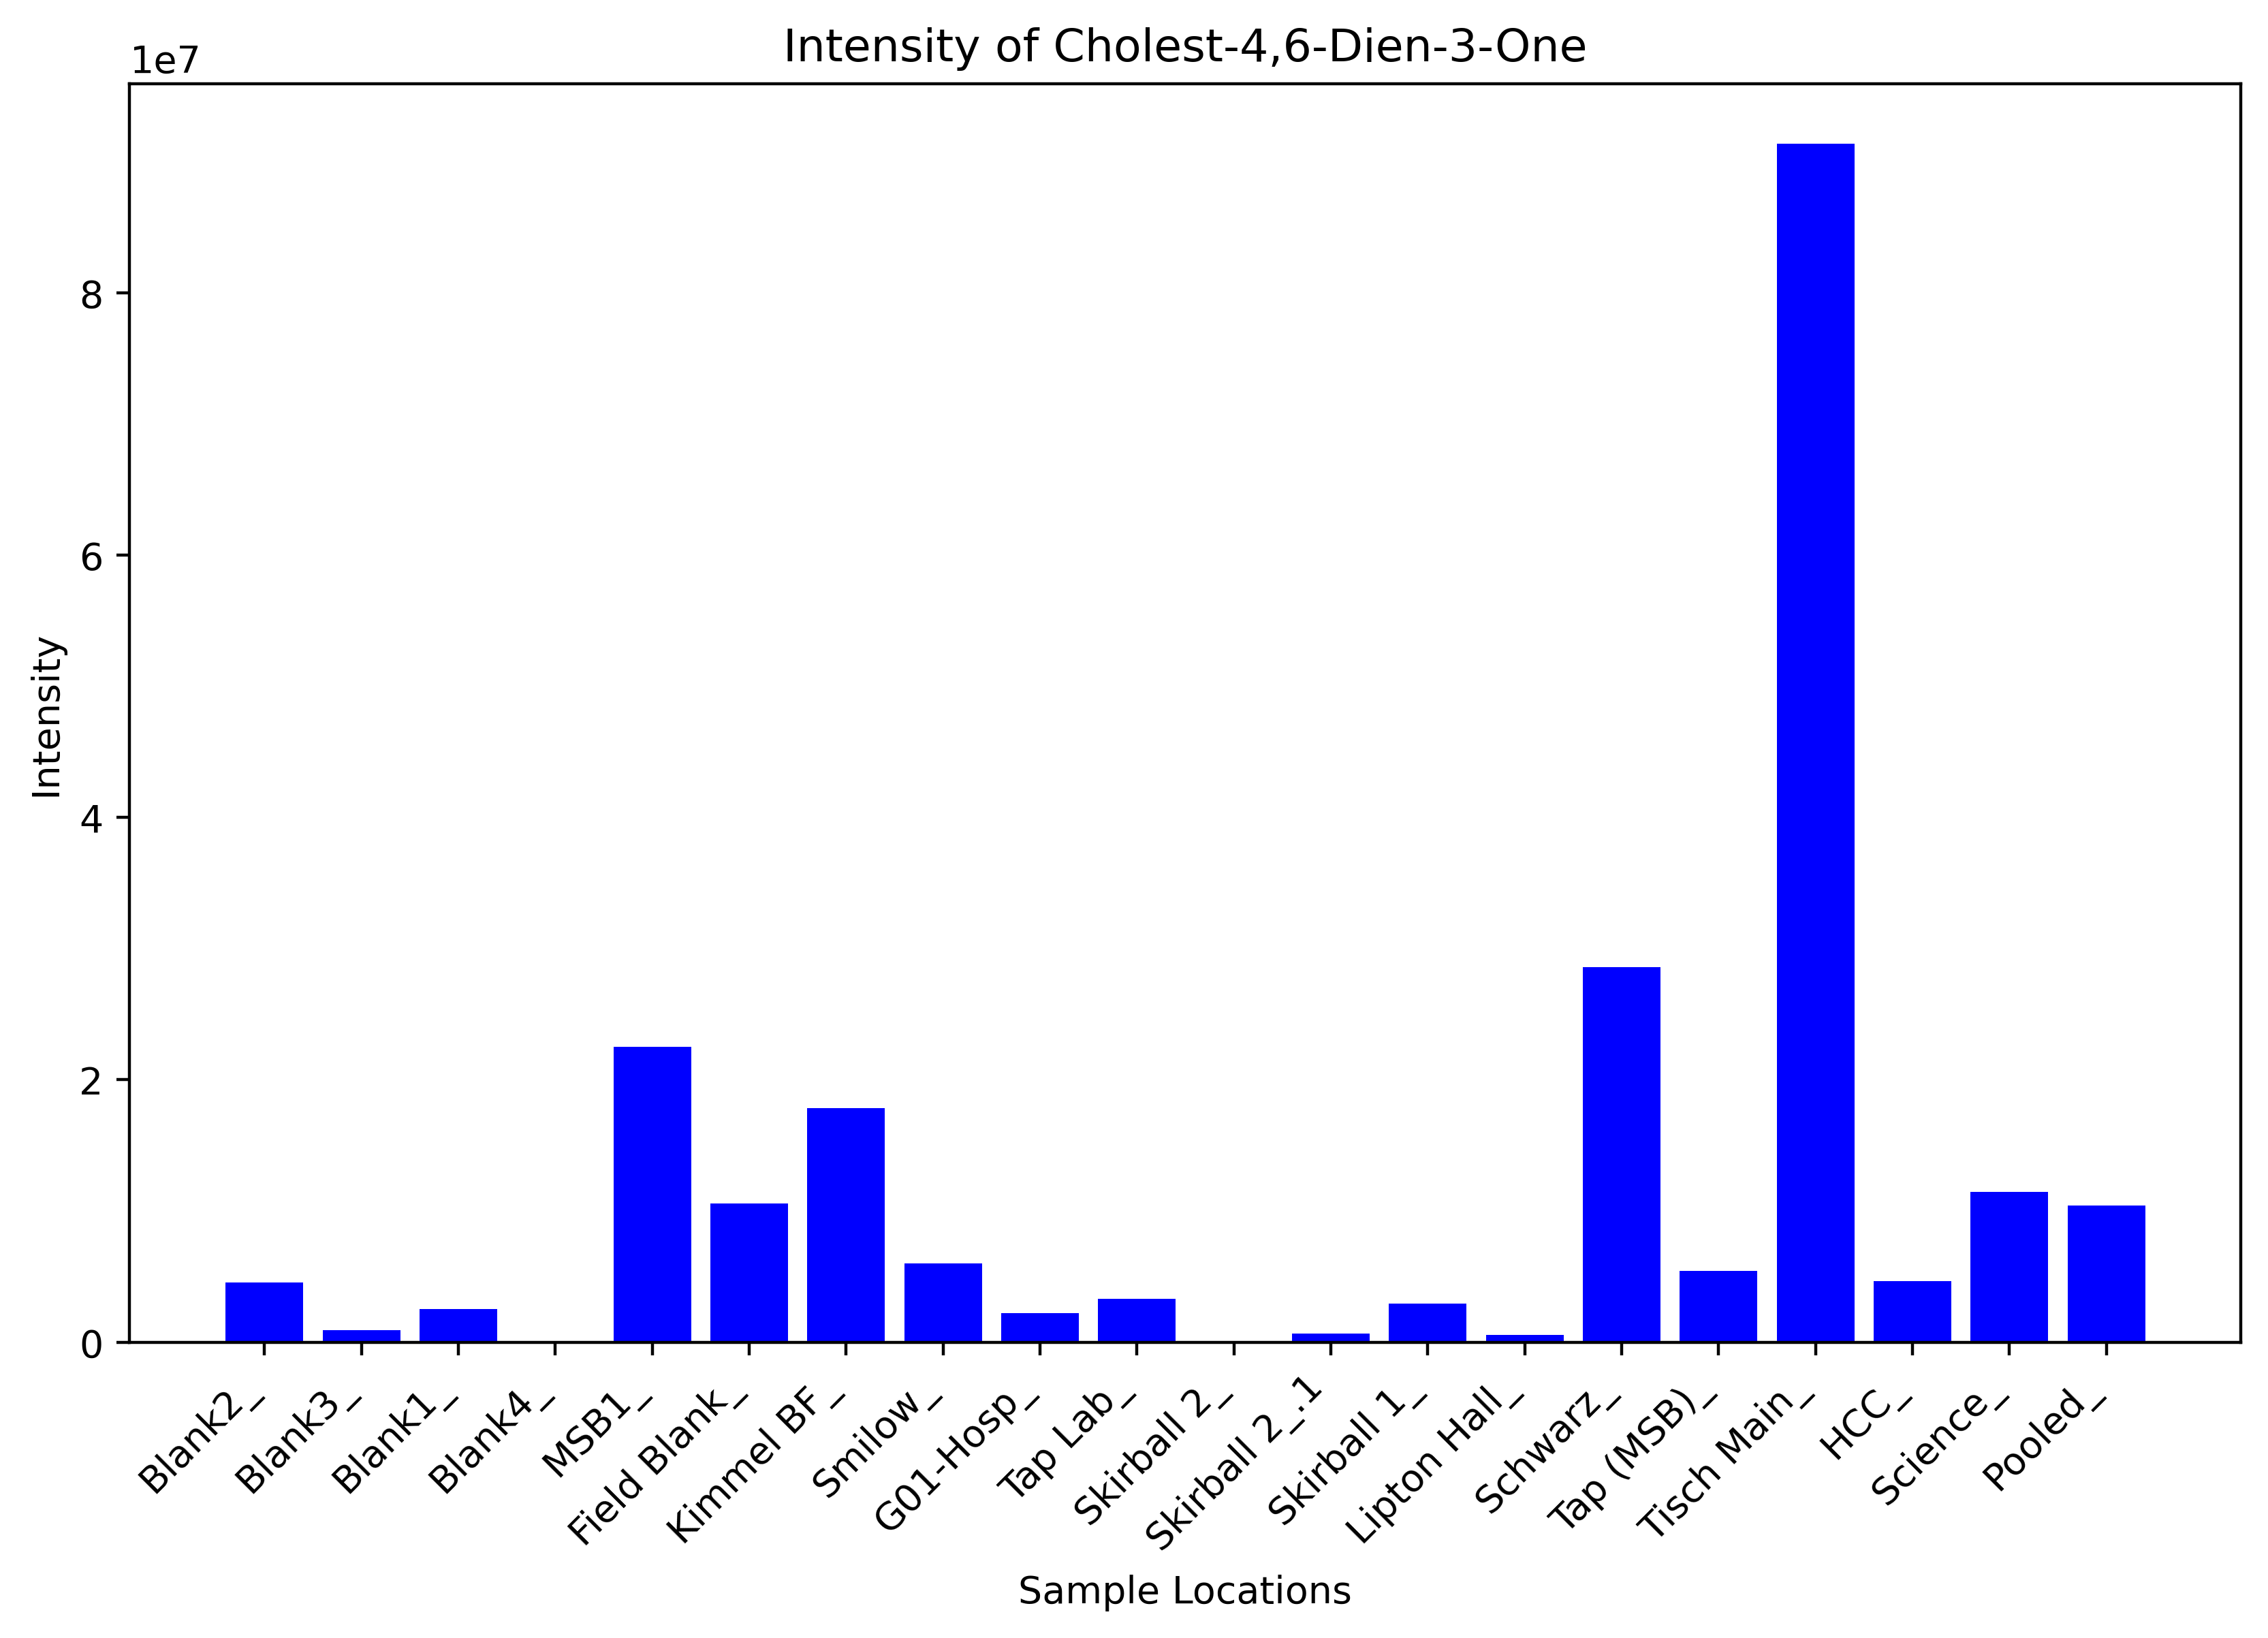 Intensity of Cholest-4,6-Dien-3-One
1e7
8
6
4
2
0
Intensity
Blank2_
Blank3_
Blank1_
Blank4_
MSB1_
Field Blank_
Kimmel BF_
Smilow_
G01-Hosp_
Tap Lab_
Skirball 2_
Skirball 2_.1
Skirball 1_
Lipton Hall_
Schwarz_
Tap (MSB)_
Tisch Main_
HCC_
Science_
Pooled_
Sample Locations